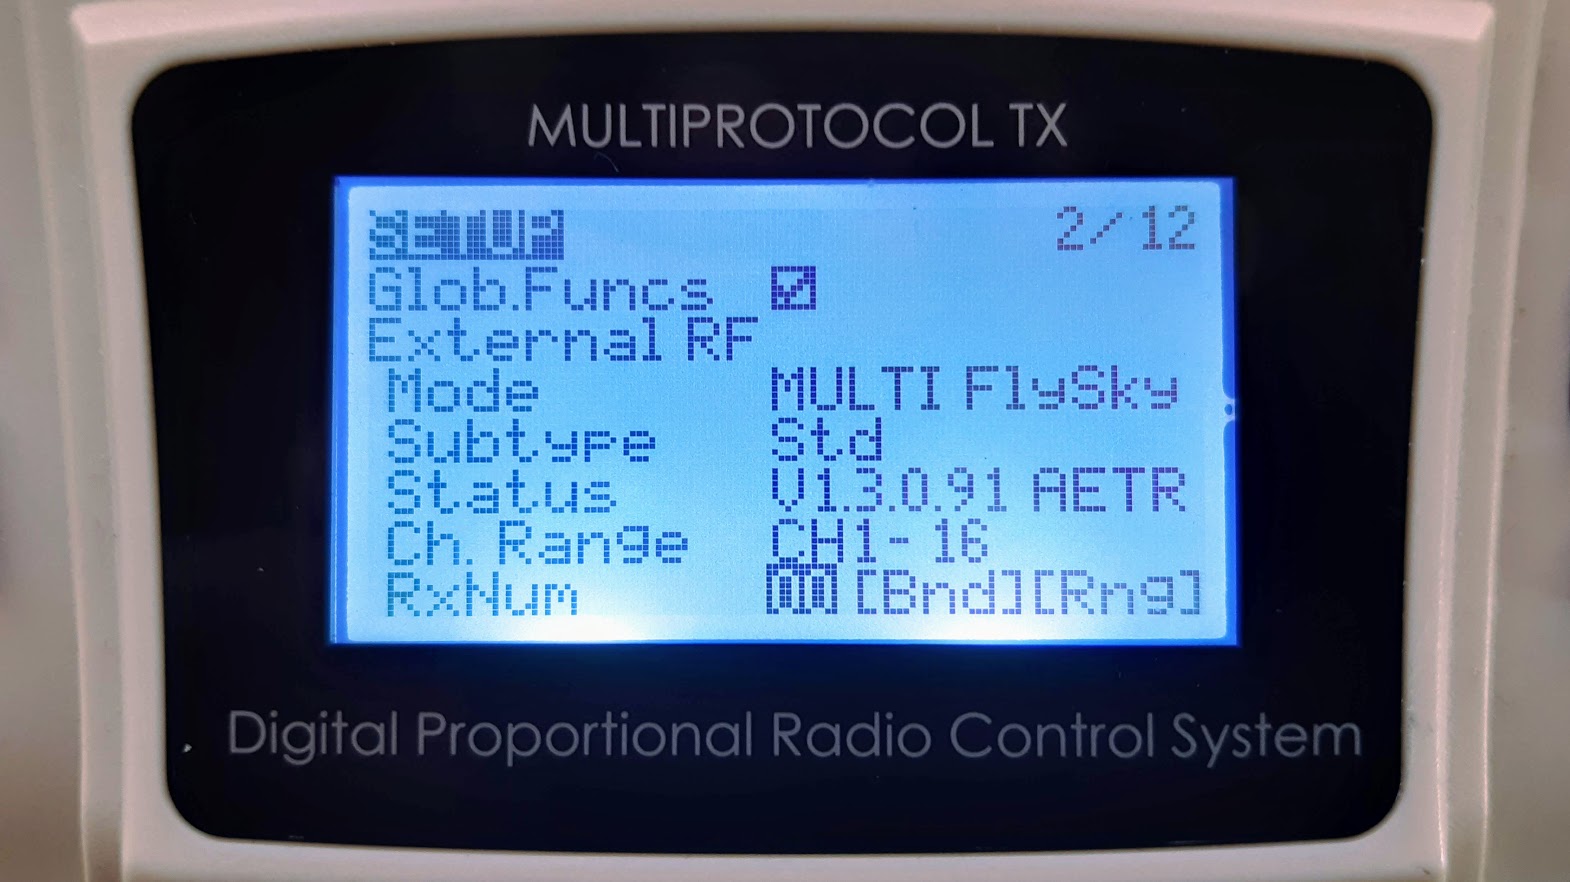 MULTIPROTOCOL TX
SETUP 2/12
Glob.Funcs
External RF
Mode MULTI FlySky
Subtype Std
Status V1.3.0.91 AETR
Ch. Range CH1-16
RxNum [Bnd][Rng]
Digital Proportional Radio Control System